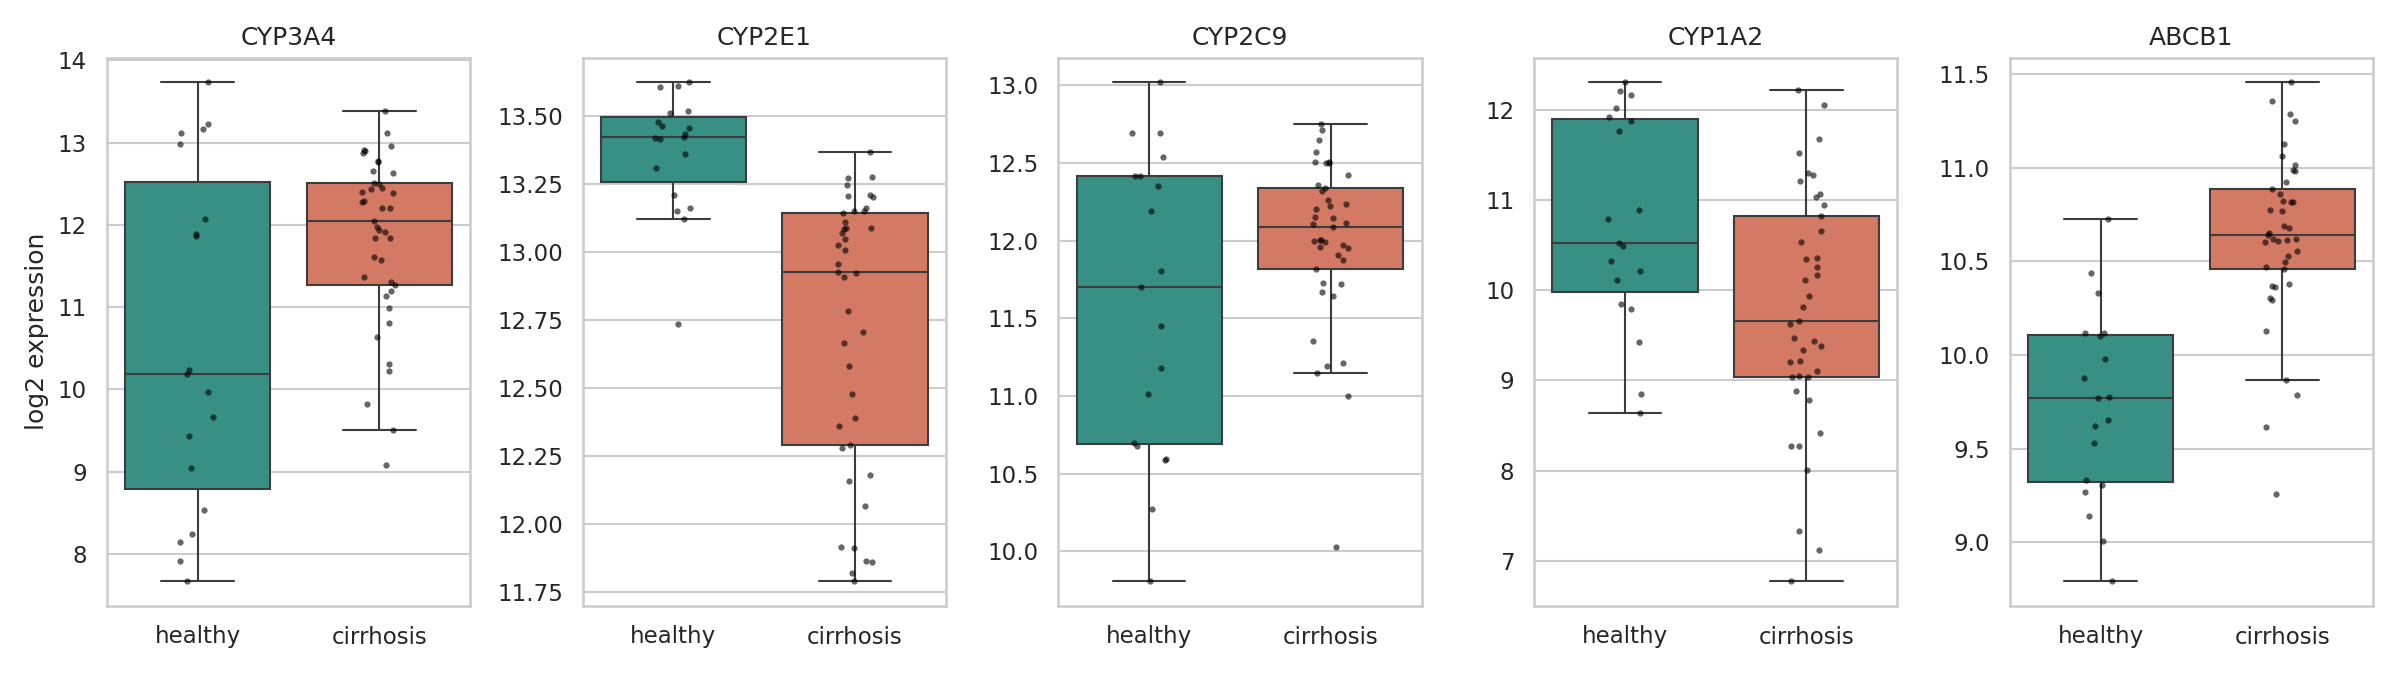 CYP3A4
CYP2E1
CYP2C9
CYP1A2
ABCB1
log2 expression
14
13
12
11
10
9
8
healthy
cirrhosis
13.50
13.25
13.00
12.75
12.50
12.25
12.00
11.75
healthy
cirrhosis
13.0
12.5
12.0
11.5
11.0
10.5
10.0
healthy
cirrhosis
12
11
10
9
8
7
healthy
cirrhosis
11.5
11.0
10.5
10.0
9.5
9.0
healthy
cirrhosis